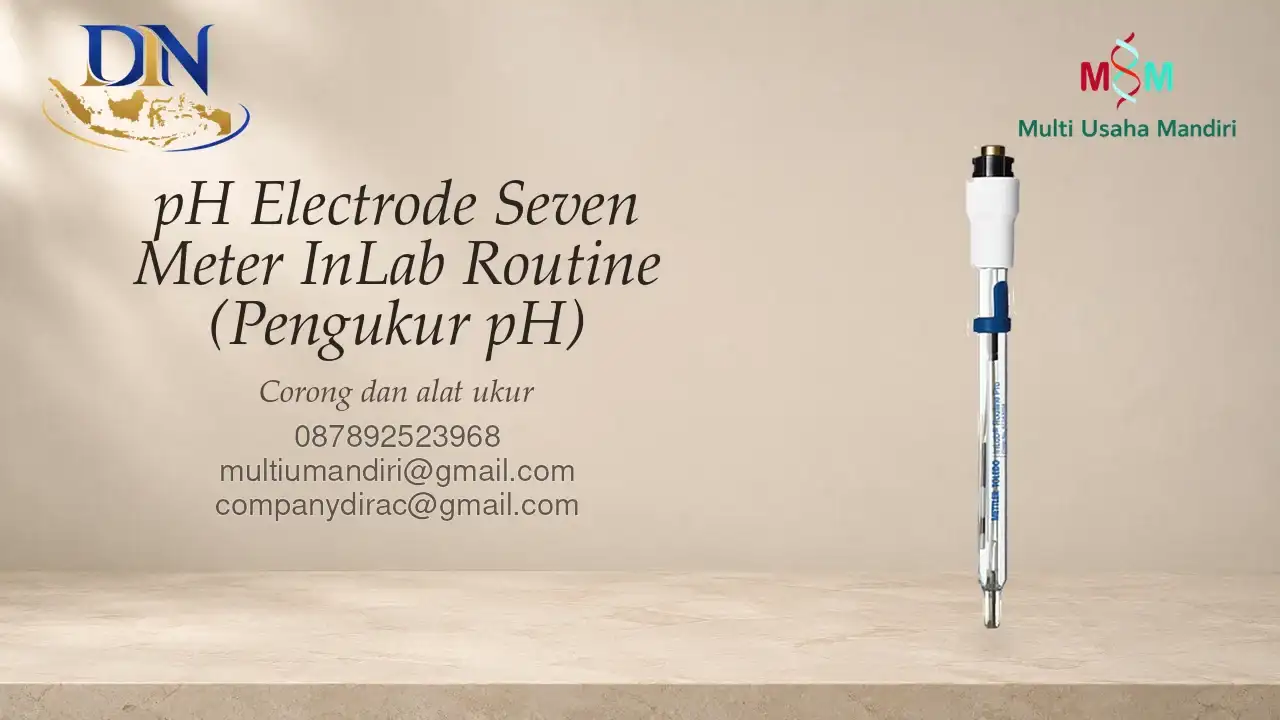 DIN
M M
Multi Usaha Mandiri
pH Electrode Seven
Meter InLab Routine
(Pengukur pH)
Corong dan alat ukur
087892523968
multiumandiri@gmail.com
companydirac@gmail.com
METTLER TOLEDO